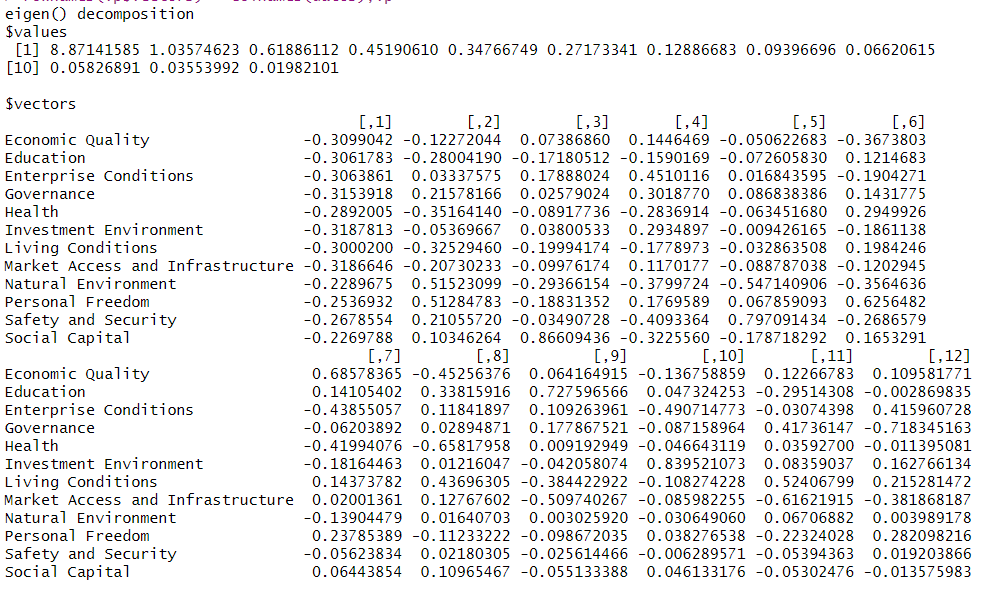 eigen() decomposition
$values
[1] 8.87141585 1.03574623 0.61886112 0.45190610 0.34766749 0.27173341 0.12886683 0.09396696 0.06620615
[10] 0.05826891 0.03553992 0.01982101
$vectors
[,1] [,2] [,3] [,4] [,5] [,6]
Economic Quality -0.3099042 -0.12272044 0.07386860 0.1446469 -0.050622683 -0.3673803
Education -0.3061783 -0.28004190 -0.17180512 -0.1590169 -0.072605830 0.1214683
Enterprise Conditions -0.3063861 0.03337575 0.17888024 0.4510116 0.016843595 -0.1904271
Governance -0.3153918 0.21578166 0.02579024 0.3018770 0.086838386 0.1431775
Health -0.2892005 -0.35164140 -0.08917736 -0.2836914 -0.063451680 0.2949926
Investment Environment -0.3187813 -0.05369667 0.03800533 0.2934897 -0.009426165 -0.1861138
Living Conditions -0.3000200 -0.32529460 -0.19994174 -0.1778973 -0.032863508 0.1984246
Market Access and Infrastructure -0.3186646 -0.20730233 -0.09976174 0.1170177 -0.088787038 -0.1202945
Natural Environment -0.2289675 0.51523099 -0.29366154 -0.3799724 -0.547140906 -0.3564636
Personal Freedom -0.2536932 0.51284783 -0.18831352 0.1769589 0.067859093 0.6256482
Safety and Security -0.2678554 0.21055720 -0.03490728 -0.4093364 0.797091434 -0.2686579
Social Capital -0.2269788 0.10346264 0.86609436 -0.3225560 -0.178718292 0.1653291
[,7] [,8] [,9] [,10] [,11] [,12]
Economic Quality 0.68578365 -0.45256376 0.064164915 -0.136758859 0.12266783 0.109581771
Education 0.14105402 0.33815916 0.727596566 0.047324253 -0.29514308 -0.002869835
Enterprise Conditions -0.43855057 0.11841897 0.109263961 -0.490714773 -0.03074398 0.415960728
Governance -0.06203892 0.02894871 0.177867521 -0.087158964 0.41736147 -0.718345163
Health -0.41994076 -0.65817958 0.009192949 -0.046643119 0.03592700 -0.011395081
Investment Environment -0.18164463 0.01216047 -0.042058074 0.839521073 0.08359037 0.162766134
Living Conditions 0.14373782 0.43696305 -0.384422922 -0.108274228 0.52406799 0.215281472
Market Access and Infrastructure 0.02001361 0.12767602 -0.509740267 -0.085982255 -0.61621915 -0.381868187
Natural Environment -0.13904479 0.01640703 0.003025920 -0.030649060 0.06706882 0.003989178
Personal Freedom 0.23785389 -0.11233222 -0.098672035 0.038276538 -0.22324028 0.282098216
Safety and Security -0.05623834 0.02180305 -0.025614466 -0.006289571 -0.05394363 0.019203866
Social Capital 0.06443854 0.10965467 -0.055133388 0.046133176 -0.05302476 -0.013575983